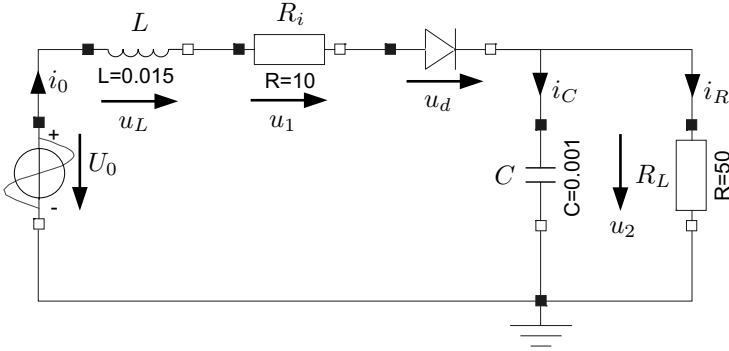 L
R_i
L=0.015
R=10
i_0
u_L
u_1
u_d
i_C
i_R
+
U_0
-
C
C=0.001
R_L
R=50
u_2